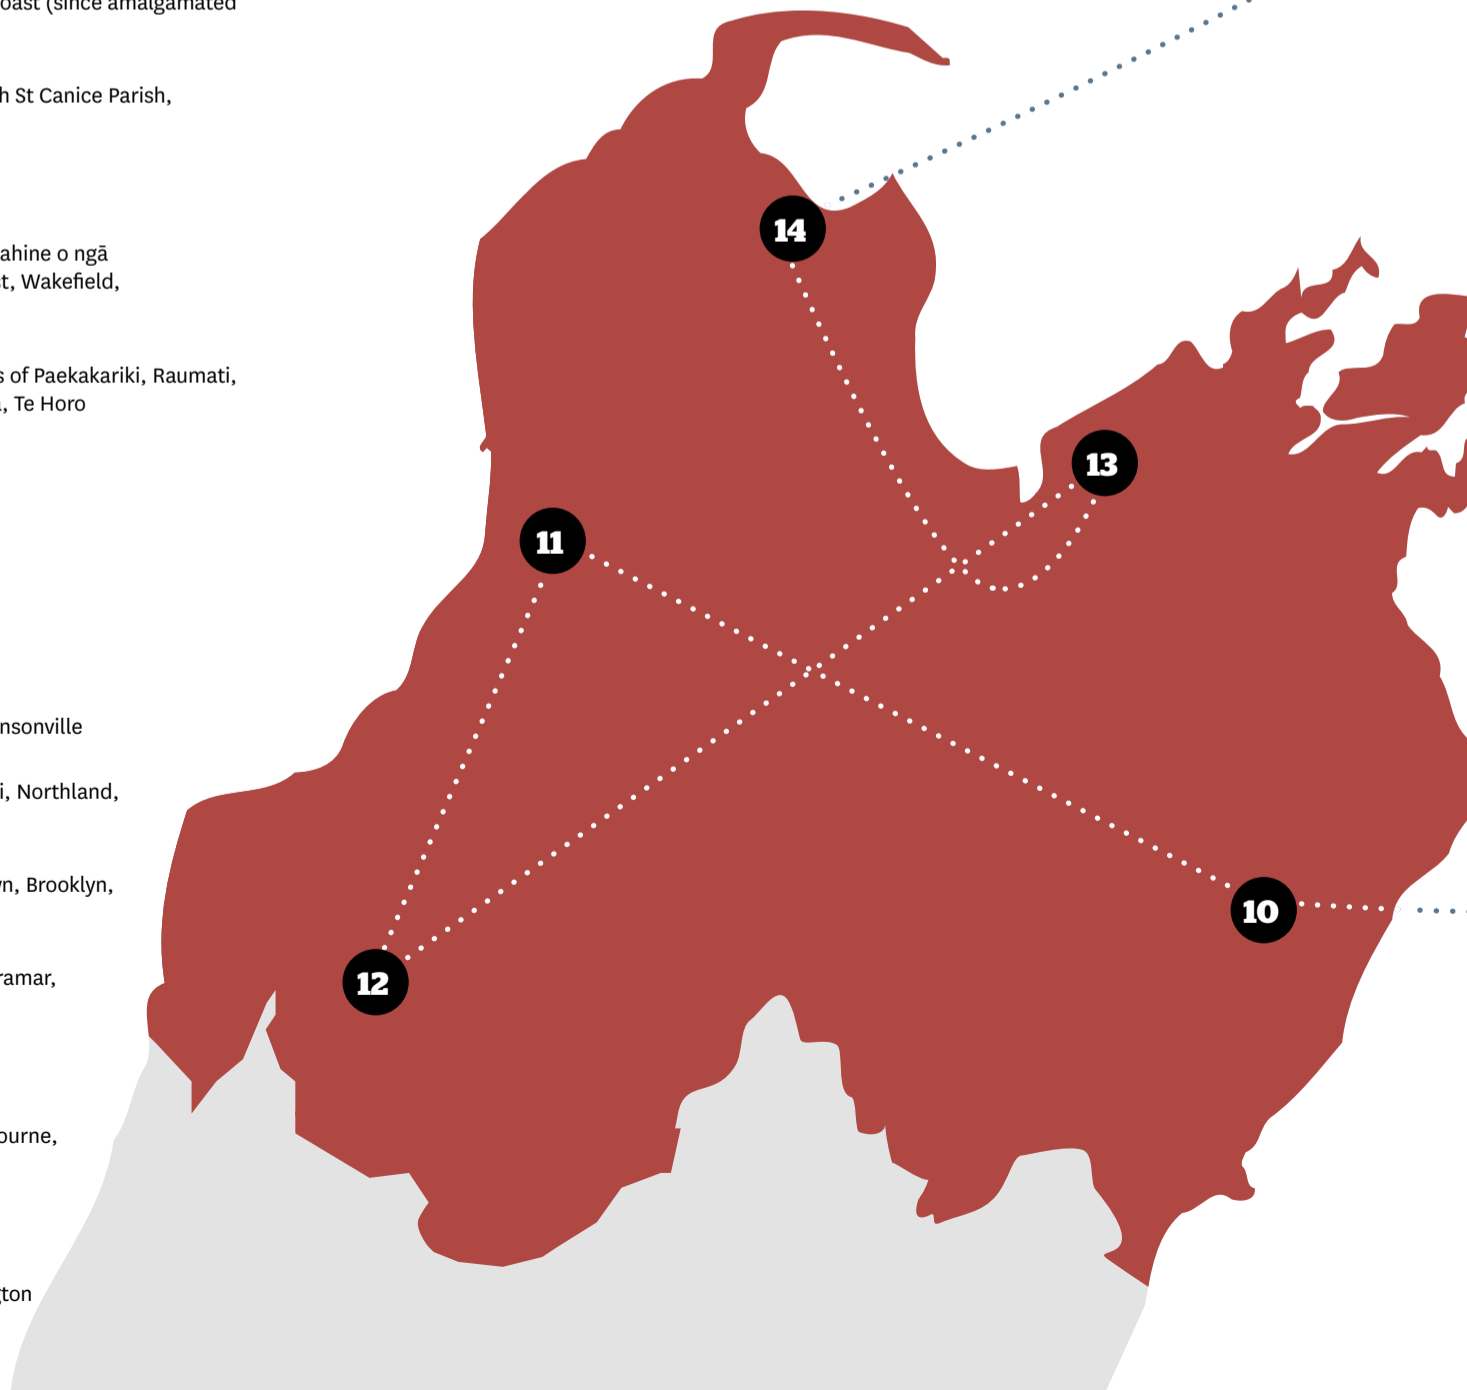 oast (since amalgamated
h St Canice Parish,
ahine o ngā
t, Wakefield,
s of Paekakariki, Raumati,
, Te Horo
nsonville
i, Northland,
n, Brooklyn,
ramar,
ourne,
ton
14
13
11
10
12